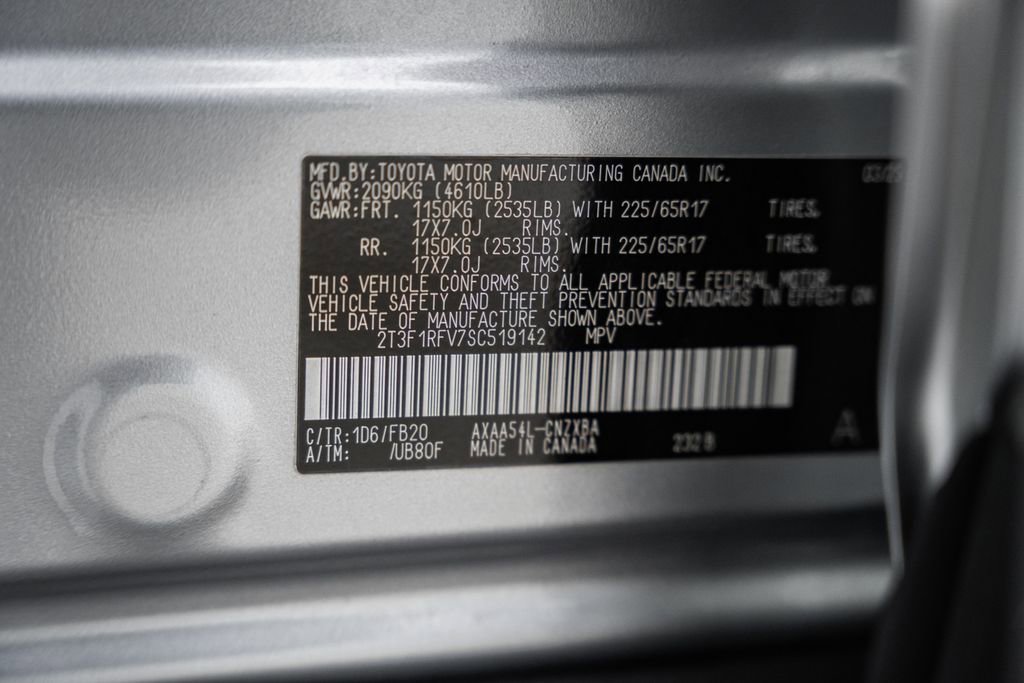 MFD.BY:TOYOTA MOTOR MANUFACTURING CANADA INC. 03/25
GVWR:2090KG (4610LB)
GAWR:FRT. 1150KG (2535LB) WITH 225/65R17 TIRES.
17X7.0J RIMS.
RR. 1150KG (2535LB) WITH 225/65R17 TIRES.
17X7.0J RIMS.
THIS VEHICLE CONFORMS TO ALL APPLICABLE FEDERAL MOTOR
VEHICLE SAFETY AND THEFT PREVENTION STANDARDS IN EFFECT ON
THE DATE OF MANUFACTURE SHOWN ABOVE.
2T3F1RFV7SC519142 MPV
C/TR:1D6/FB20 AXAA54L-CNZXBA
A/TM: /UB80F MADE IN CANADA 232 B A